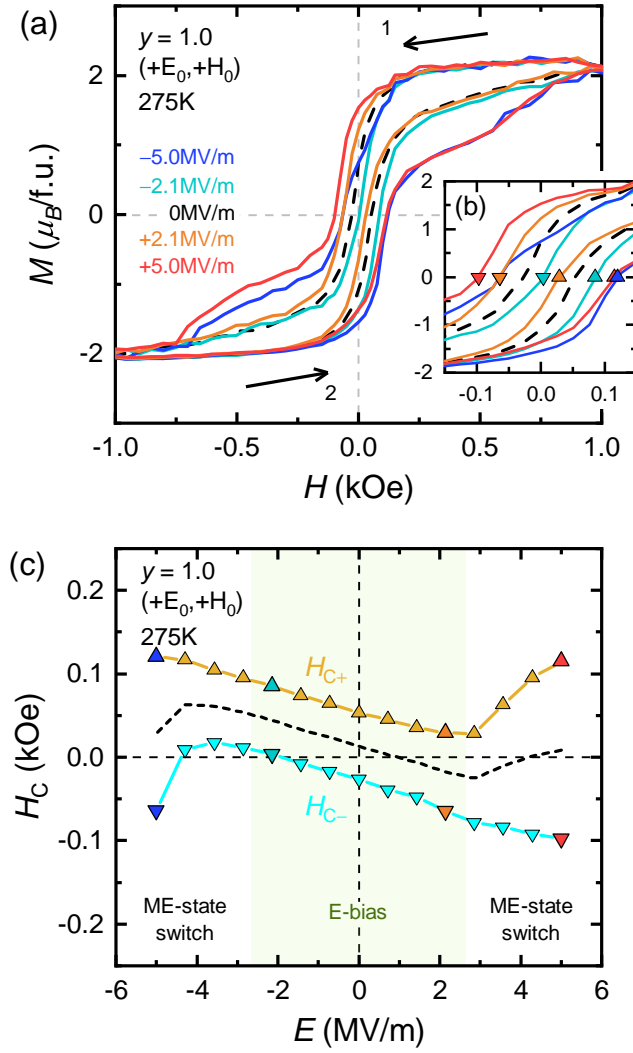 (a)
y = 1.0
(+E₀,+H₀)
275K
1
−5.0MV/m
−2.1MV/m
0MV/m
+2.1MV/m
+5.0MV/m
2
M (μB/f.u.)
2
0
-2
-1.0 -0.5 0.0 0.5 1.0
H (kOe)
(b)
2
1
0
-1
-2
-0.1 0.0 0.1
(c)
y = 1.0
(+E₀,+H₀)
275K
H_C+
H_C−
ME-state switch
E-bias
ME-state switch
H_C (kOe)
0.2
0.1
0.0
-0.1
-0.2
-6 -4 -2 0 2 4 6
E (MV/m)